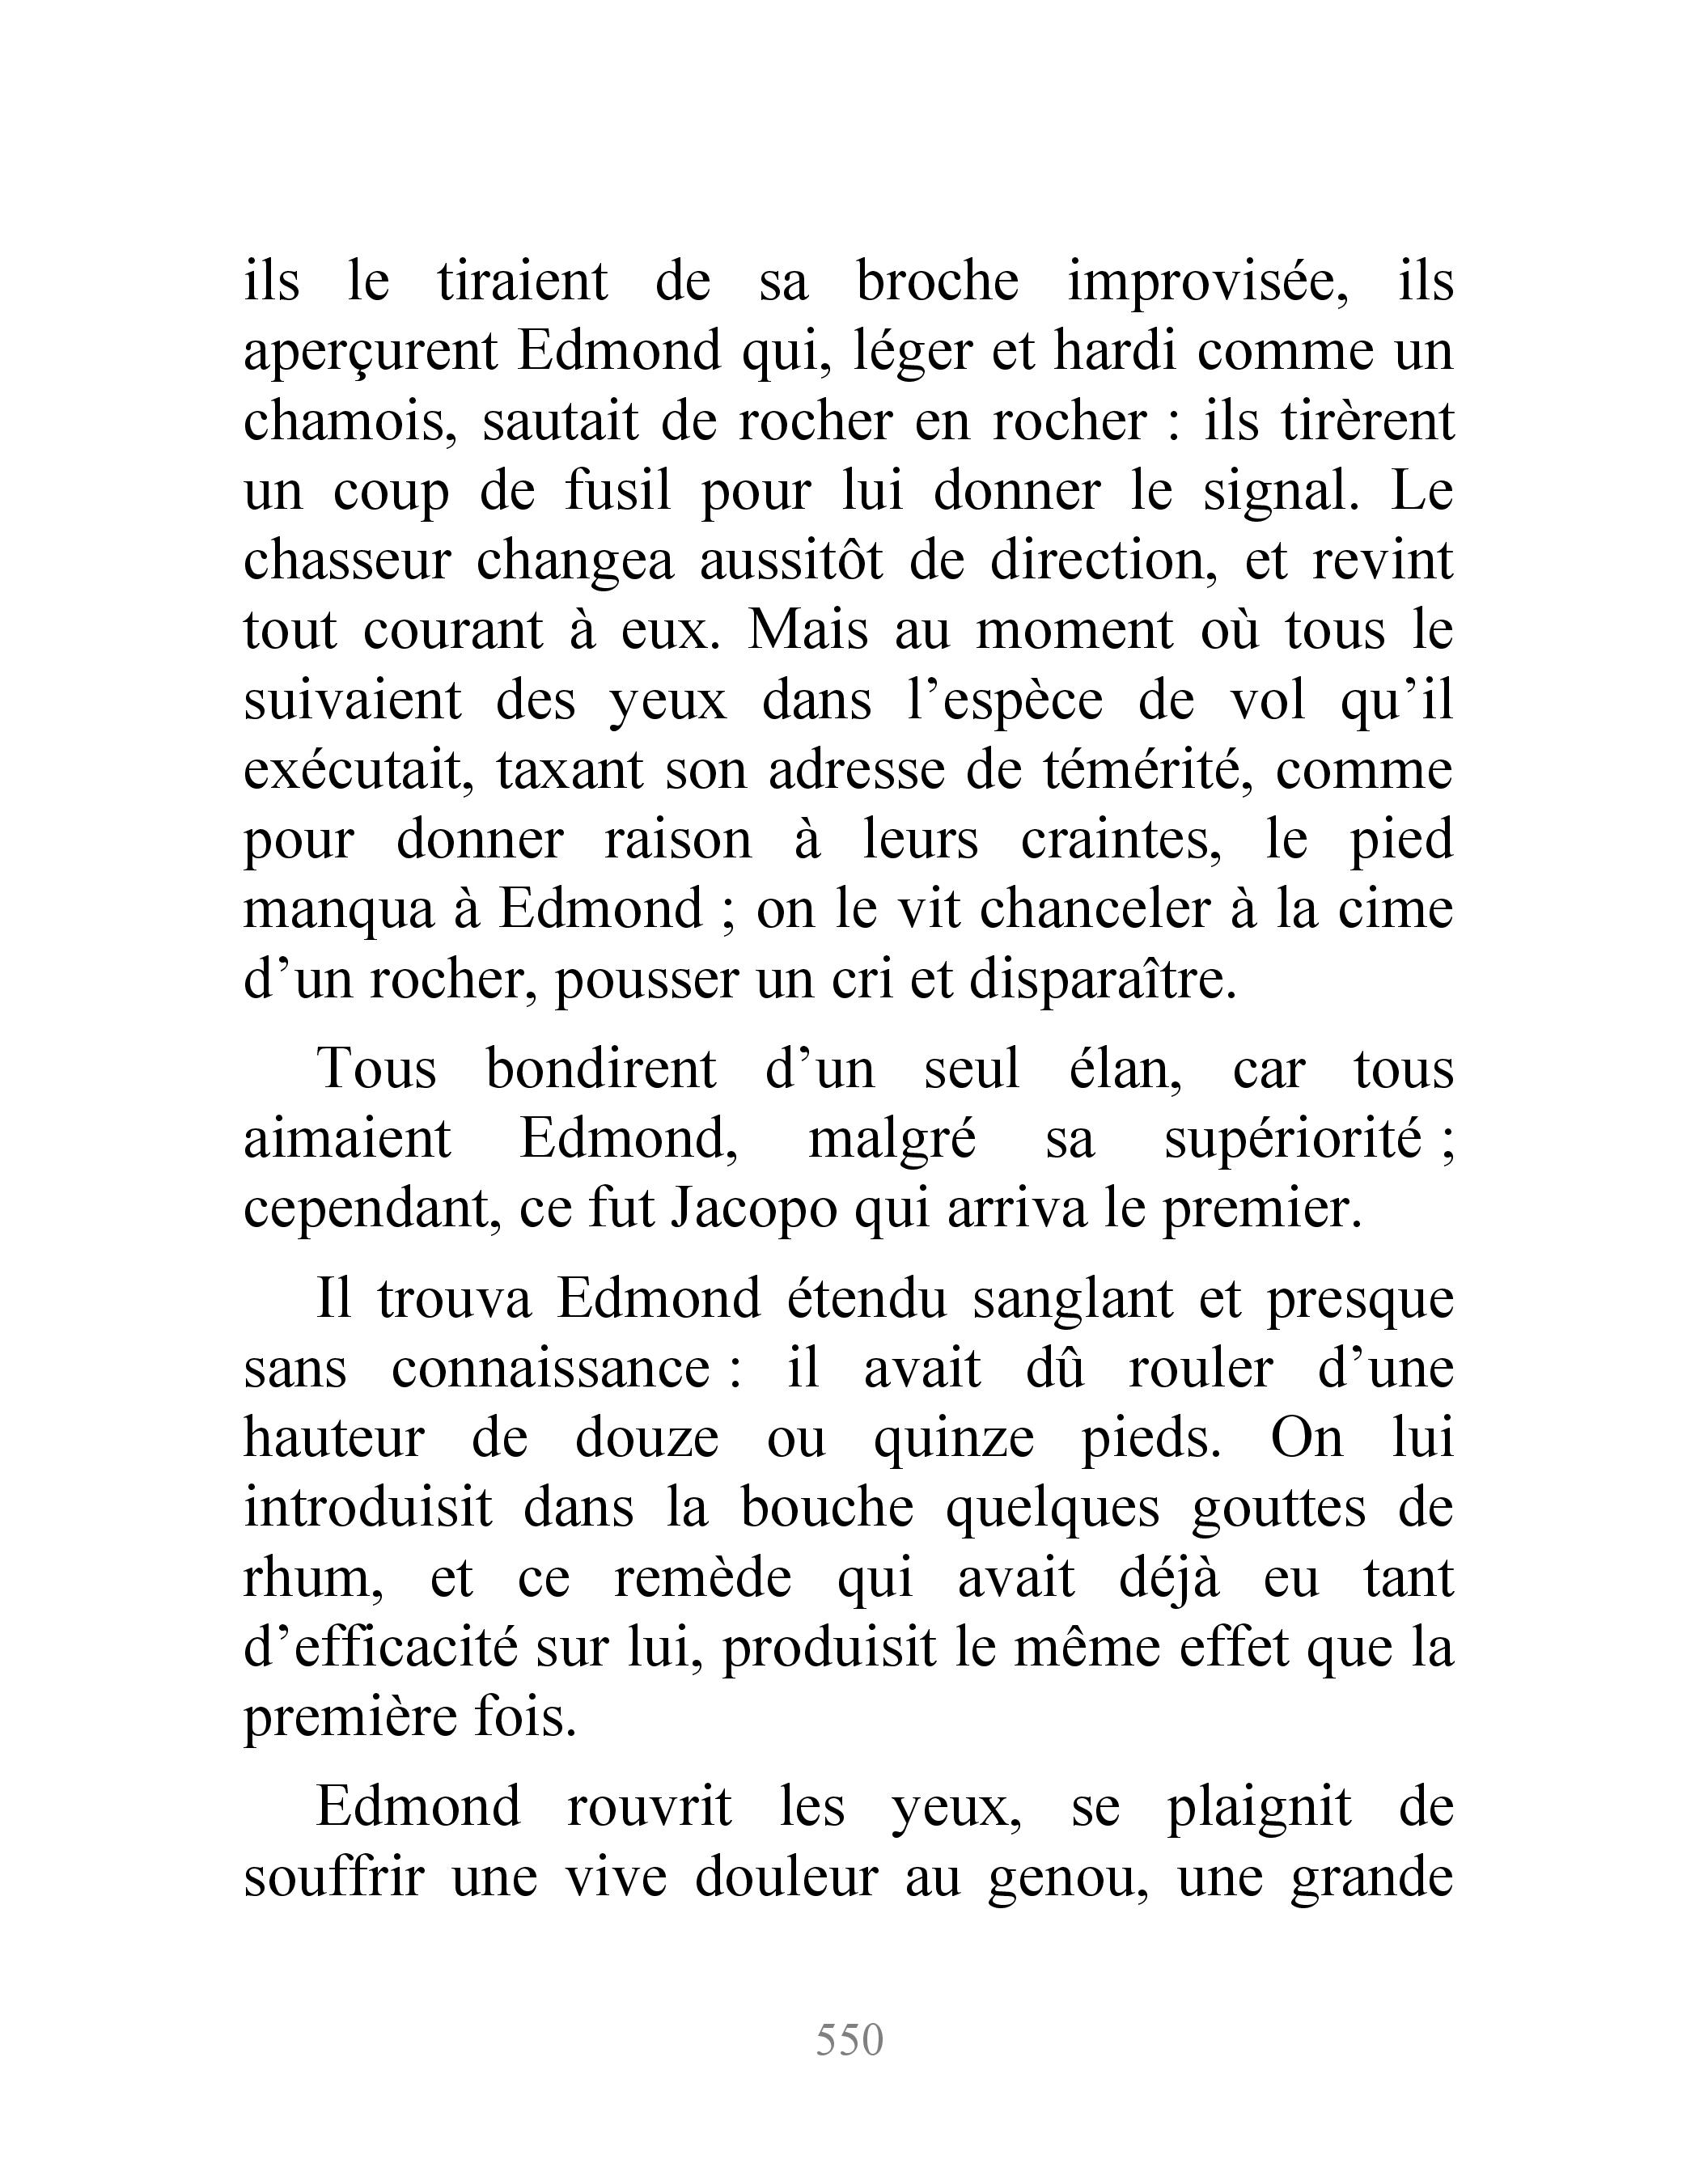 ils le tiraient de sa broche improvisée, ils
aperçurent Edmond qui, léger et hardi comme un
chamois, sautait de rocher en rocher : ils tirèrent
un coup de fusil pour lui donner le signal. Le
chasseur changea aussitôt de direction, et revint
tout courant à eux. Mais au moment où tous le
suivaient des yeux dans l’espèce de vol qu’il
exécutait, taxant son adresse de témérité, comme
pour donner raison à leurs craintes, le pied
manqua à Edmond ; on le vit chanceler à la cime
d’un rocher, pousser un cri et disparaître.
Tous bondirent d’un seul élan, car tous
aimaient Edmond, malgré sa supériorité ;
cependant, ce fut Jacopo qui arriva le premier.
Il trouva Edmond étendu sanglant et presque
sans connaissance : il avait dû rouler d’une
hauteur de douze ou quinze pieds. On lui
introduisit dans la bouche quelques gouttes de
rhum, et ce remède qui avait déjà eu tant
d’efficacité sur lui, produisit le même effet que la
première fois.
Edmond rouvrit les yeux, se plaignit de
souffrir une vive douleur au genou, une grande
550